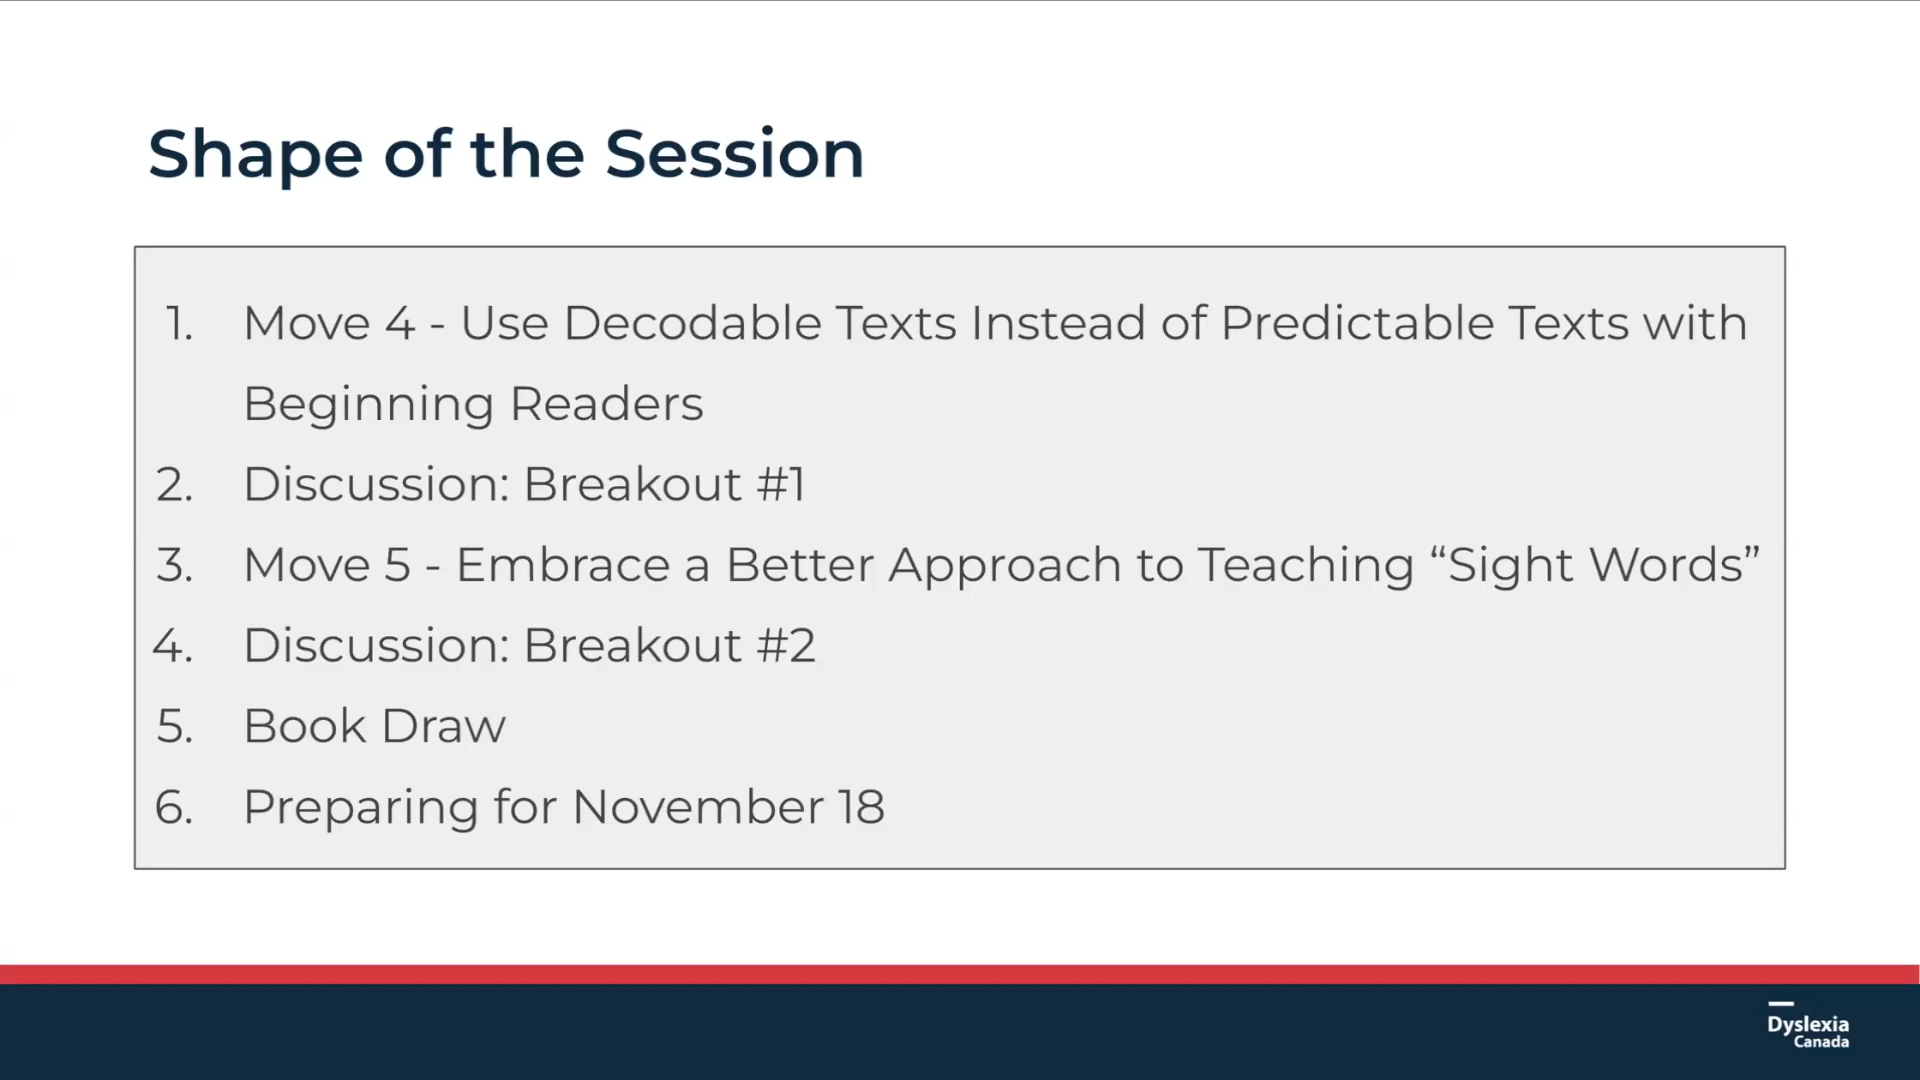 Shape of the Session
1. Move 4 - Use Decodable Texts Instead of Predictable Texts with
Beginning Readers
2. Discussion: Breakout #1
3. Move 5 - Embrace a Better Approach to Teaching “Sight Words”
4. Discussion: Breakout #2
5. Book Draw
6. Preparing for November 18
Dyslexia
Canada